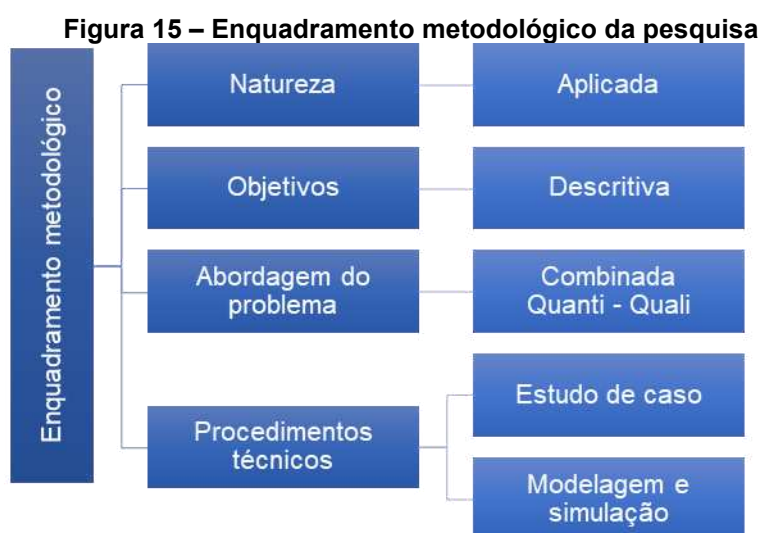 Figura 15 – Enquadramento metodológico da pesquisa
Enquadramento metodológico
Natureza
Aplicada
Objetivos
Descritiva
Abordagem do
problema
Combinada
Quanti - Quali
Procedimentos
técnicos
Estudo de caso
Modelagem e
simulação